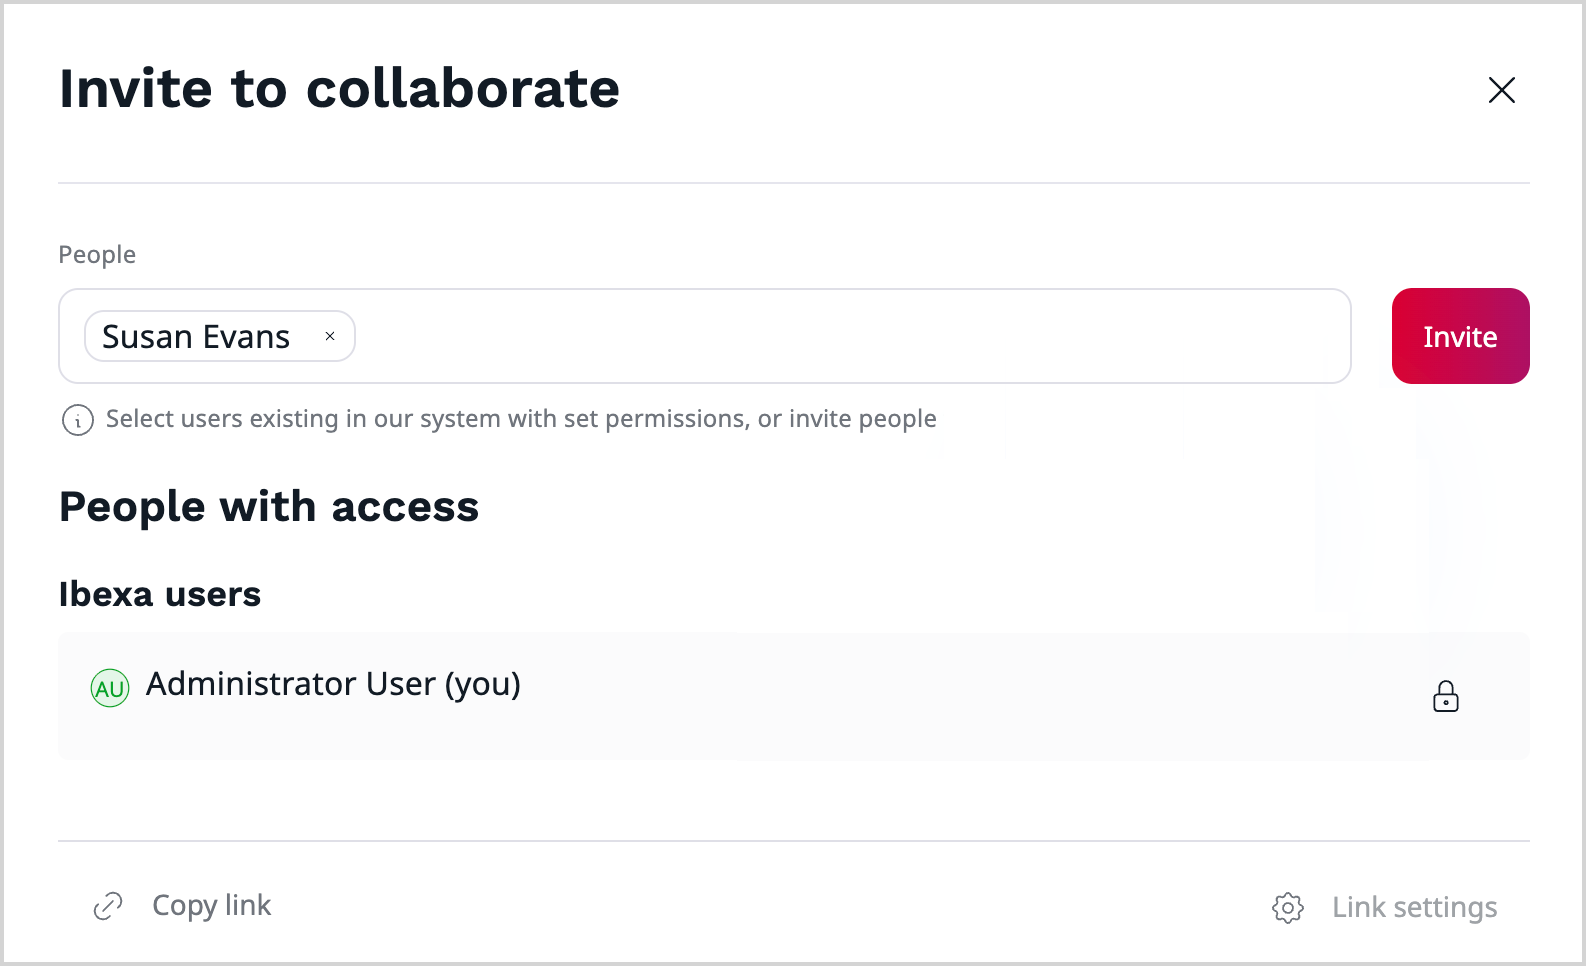 Invite to collaborate
People
Susan Evans ×
Invite
Select users existing in our system with set permissions, or invite people
People with access
Ibexa users
AU Administrator User (you)
Copy link
Link settings